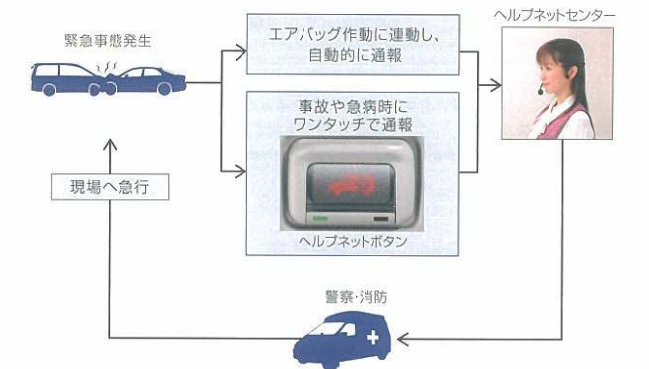 ヘルプネットセンター
緊急事態発生
エアバッグ作動に連動し、
自動的に通報
事故や急病時に
ワンタッチで通報
現場へ急行
ヘルプネットボタン
警察・消防